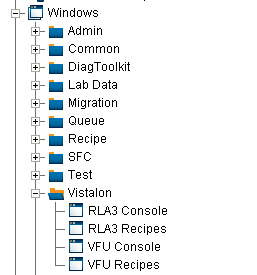 Windows
Admin
Common
DiagToolkit
Lab Data
Migration
Queue
Recipe
SFC
Test
Vistalon
RLA3 Console
RLA3 Recipes
VFU Console
VFU Recipes